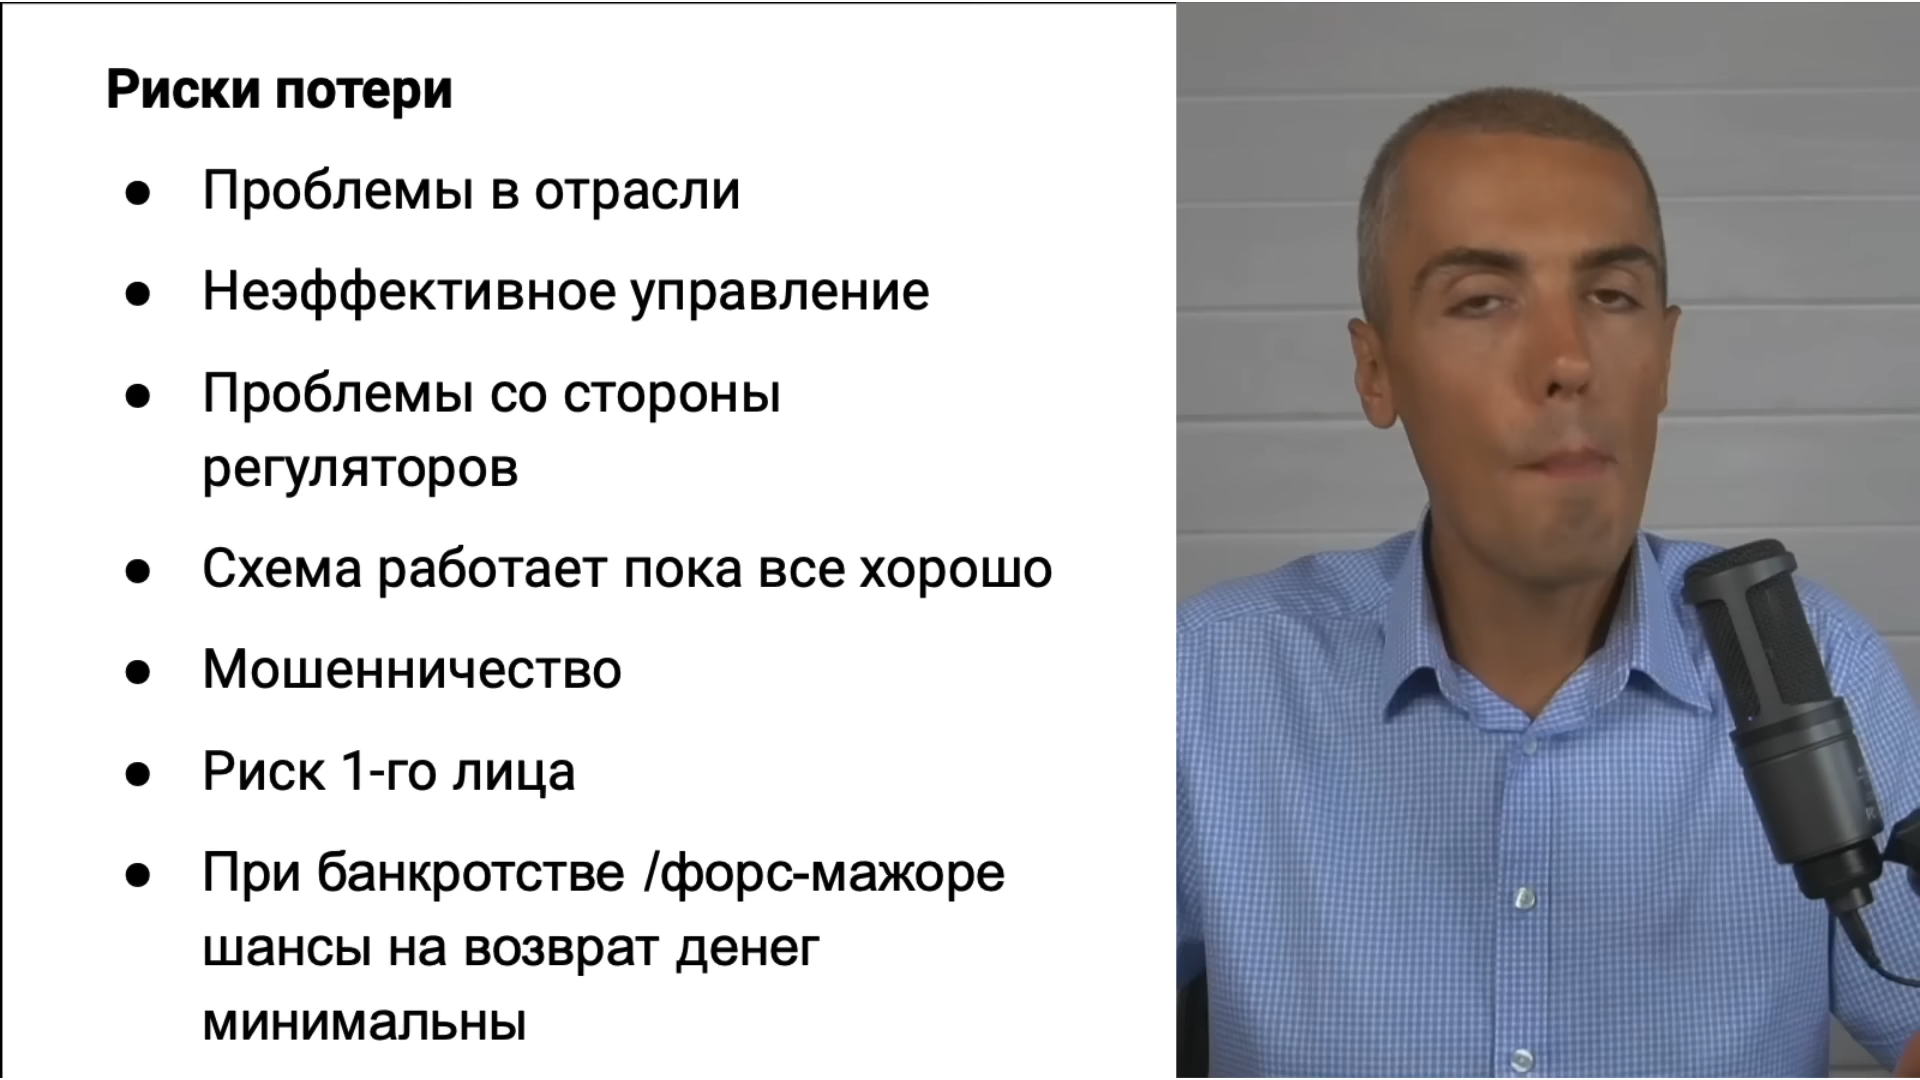 Риски потери
● Проблемы в отрасли
● Неэффективное управление
● Проблемы со стороны
регуляторов
● Схема работает пока все хорошо
● Мошенничество
● Риск 1-го лица
● При банкротстве /форс-мажоре
шансы на возврат денег
минимальны